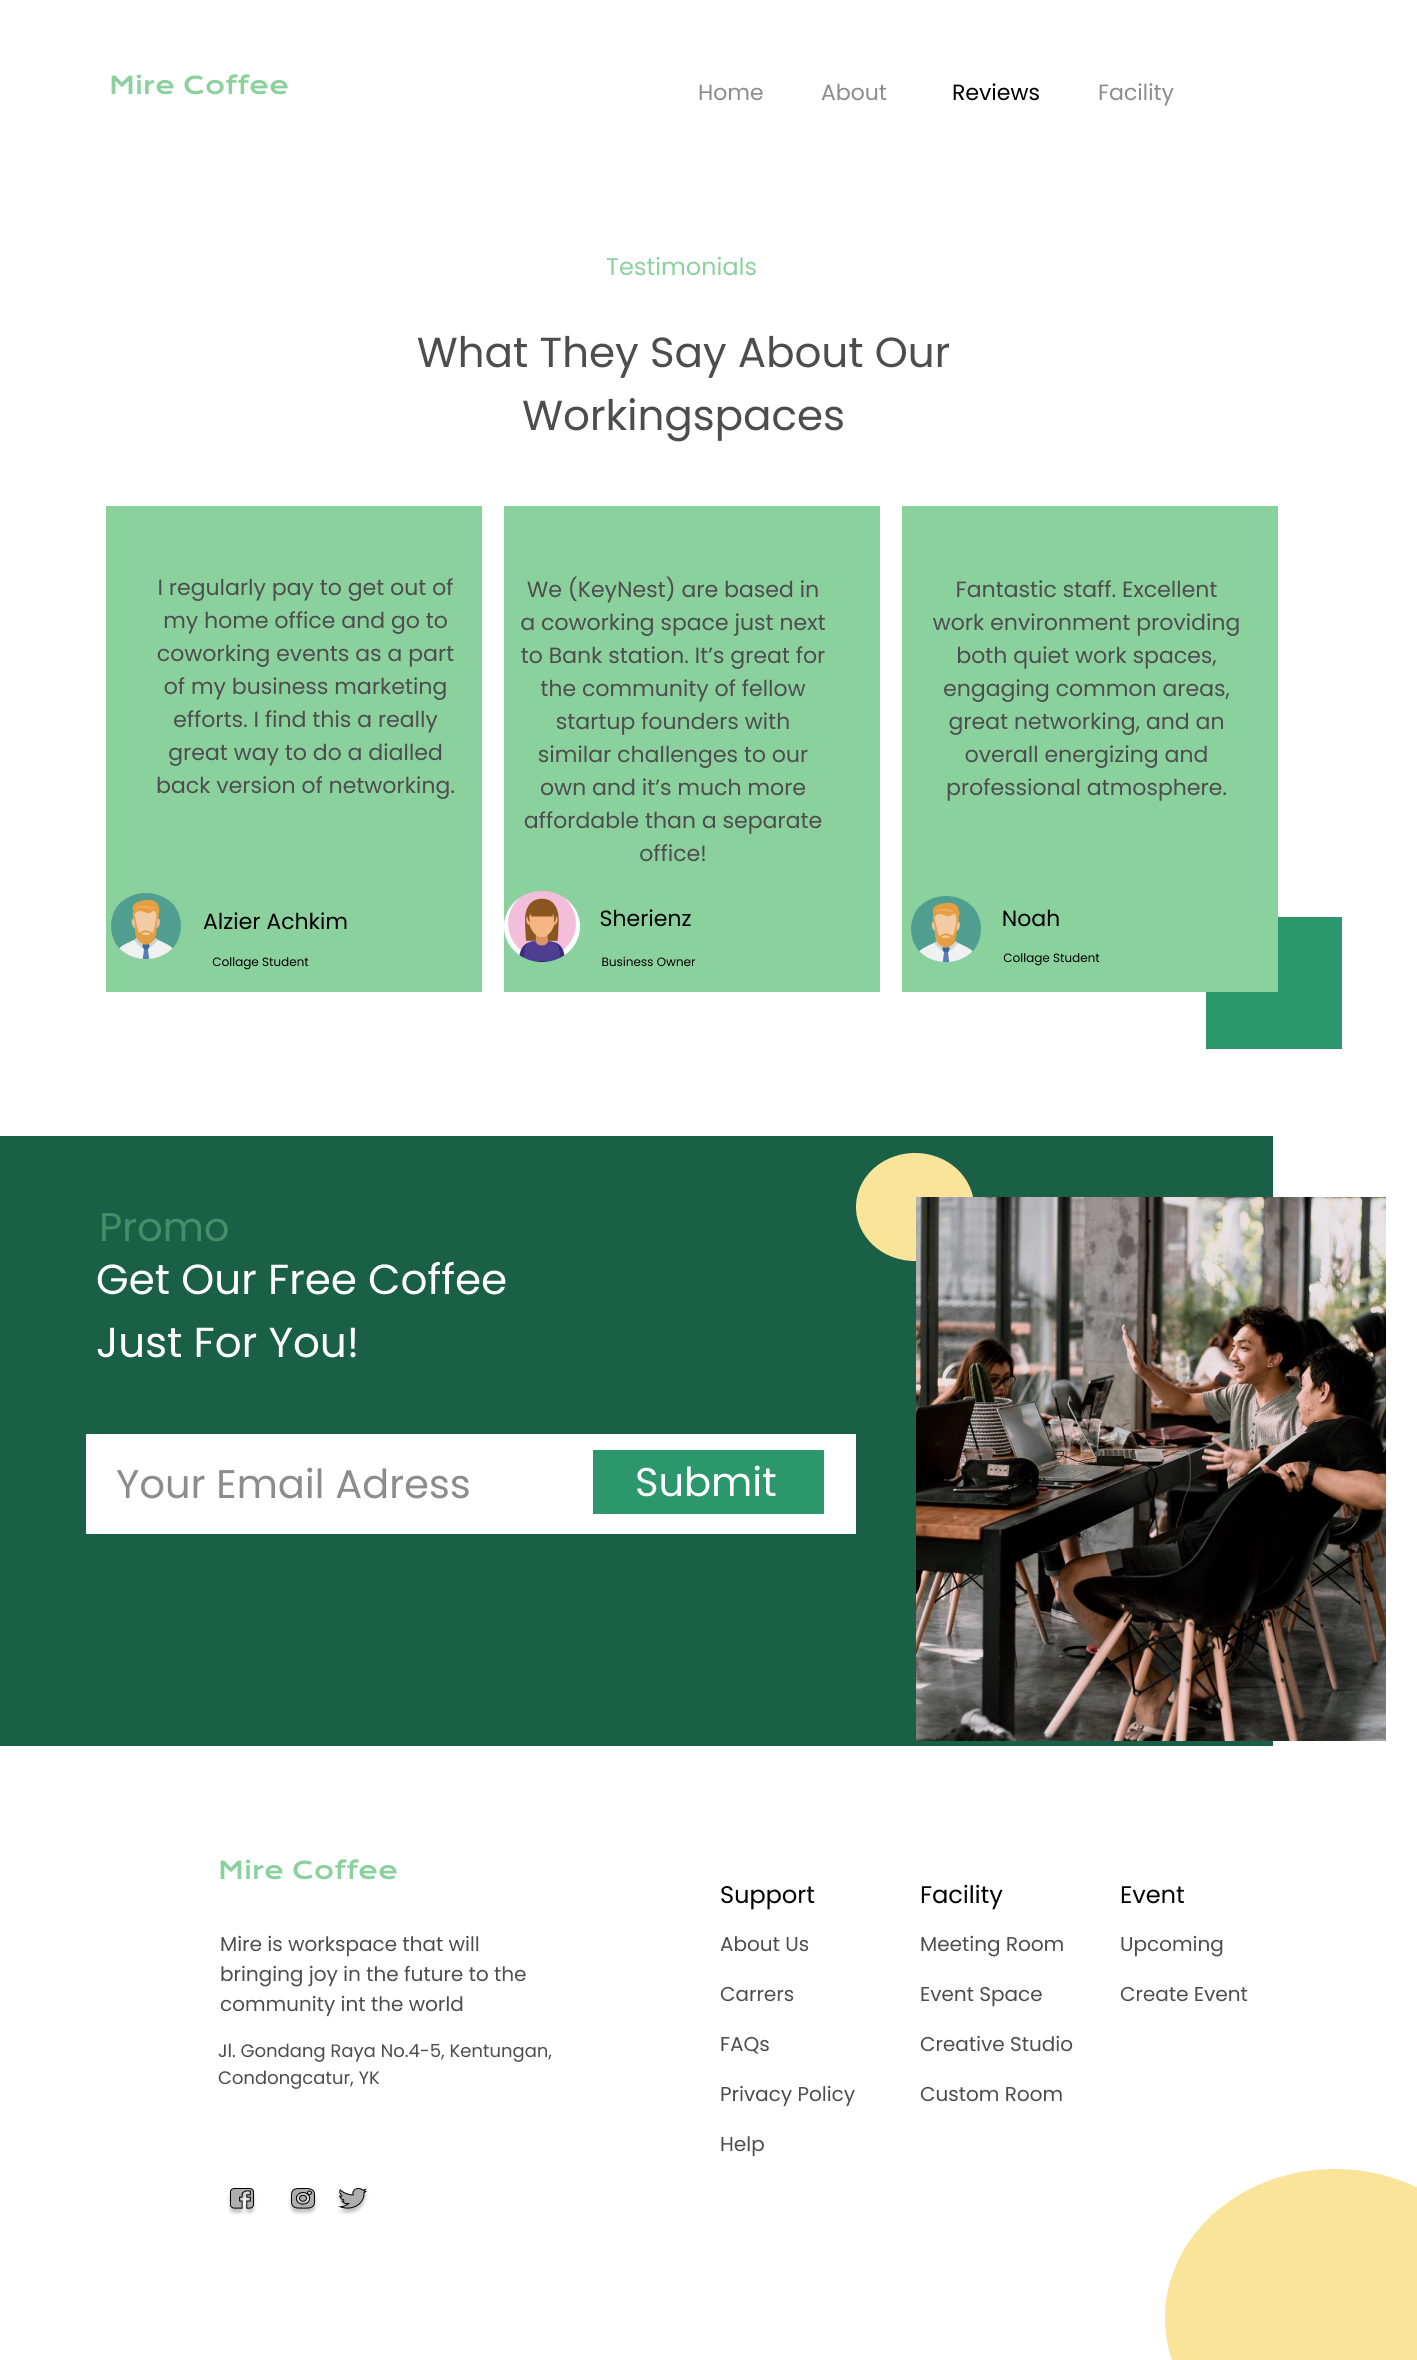 Mire Coffee
Home
About
Reviews
Facility
Testimonials
What They Say About Our
Workingspaces
I regularly pay to get out of
my home office and go to
coworking events as a part
of my business marketing
efforts. I find this a really
great way to do a dialled
back version of networking.
Alzier Achkim
Collage Student
We (KeyNest) are based in
a coworking space just next
to Bank station. It’s great for
the community of fellow
startup founders with
similar challenges to our
own and it’s much more
affordable than a separate
office!
Sherienz
Business Owner
Fantastic staff. Excellent
work environment providing
both quiet work spaces,
engaging common areas,
great networking, and an
overall energizing and
professional atmosphere.
Noah
Collage Student
Promo
Get Our Free Coffee
Just For You!
Your Email Adress
Submit
Mire Coffee
Mire is workspace that will
bringing joy in the future to the
community int the world
Jl. Gondang Raya No.4-5, Kentungan,
Condongcatur, YK
Support
About Us
Carrers
FAQs
Privacy Policy
Help
Facility
Meeting Room
Event Space
Creative Studio
Custom Room
Event
Upcoming
Create Event